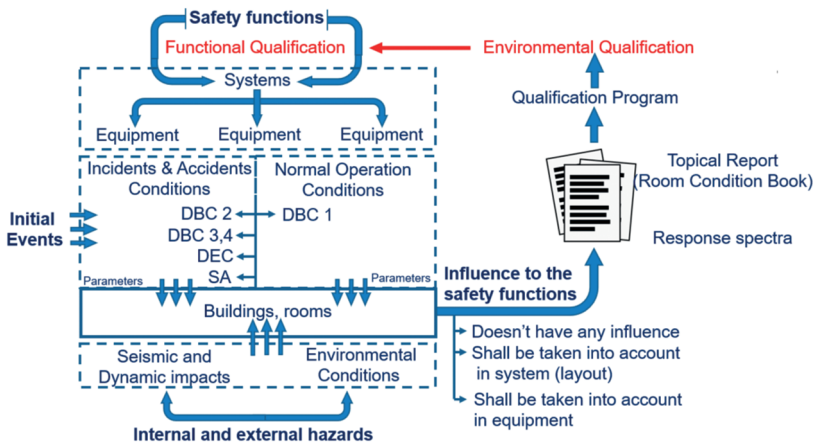 Safety functions
Functional Qualification
Environmental Qualification
Systems
Qualification Program
Equipment
Equipment
Equipment
Topical Report
(Room Condition Book)
Response spectra
Incidents & Accidents
Conditions
Normal Operation
Conditions
Initial
Events
DBC 2
DBC 1
DBC 3,4
DEC
SA
Parameters
Parameters
Influence to the
safety functions
Buildings, rooms
Doesn't have any influence
Shall be taken into account
in system (layout)
Shall be taken into account
in equipment
Seismic and
Dynamic impacts
Environmental
Conditions
Internal and external hazards